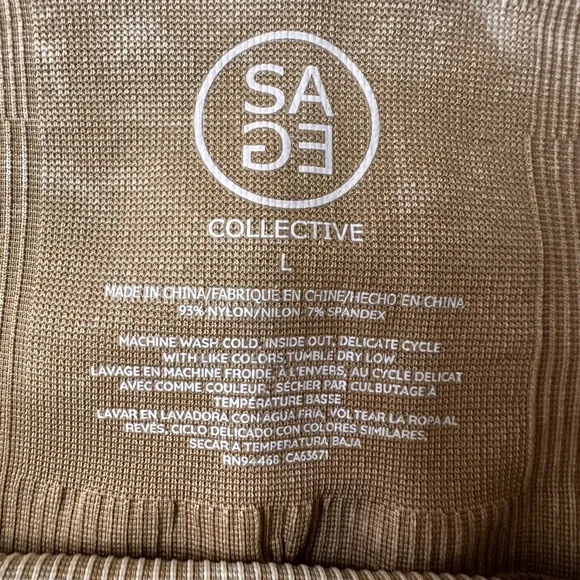 SA
GE
COLLECTIVE
L
MADE IN CHINA/FABRIQUE EN CHINE/HECHO EN CHINA
93% NYLON/NILON 7% SPANDEX
MACHINE WASH COLD, INSIDE OUT, DELICATE CYCLE
WITH LIKE COLORS,TUMBLE DRY LOW
LAVAGE EN MACHINE FROIDE, À L'ENVERS, AU CYCLE DELICAT
AVEC COMME COULEUR, SÉCHER PAR CULBUTAGE À
TEMPÉRATURE BASSE
LAVAR EN LAVADORA CON AGUA FRÍA, VOLTEAR LA ROPA AL
REVÉS, CICLO DELICADO CON COLORES SIMILARES,
SECAR A TEMPERATURA BAJA
RN94468 CA63671